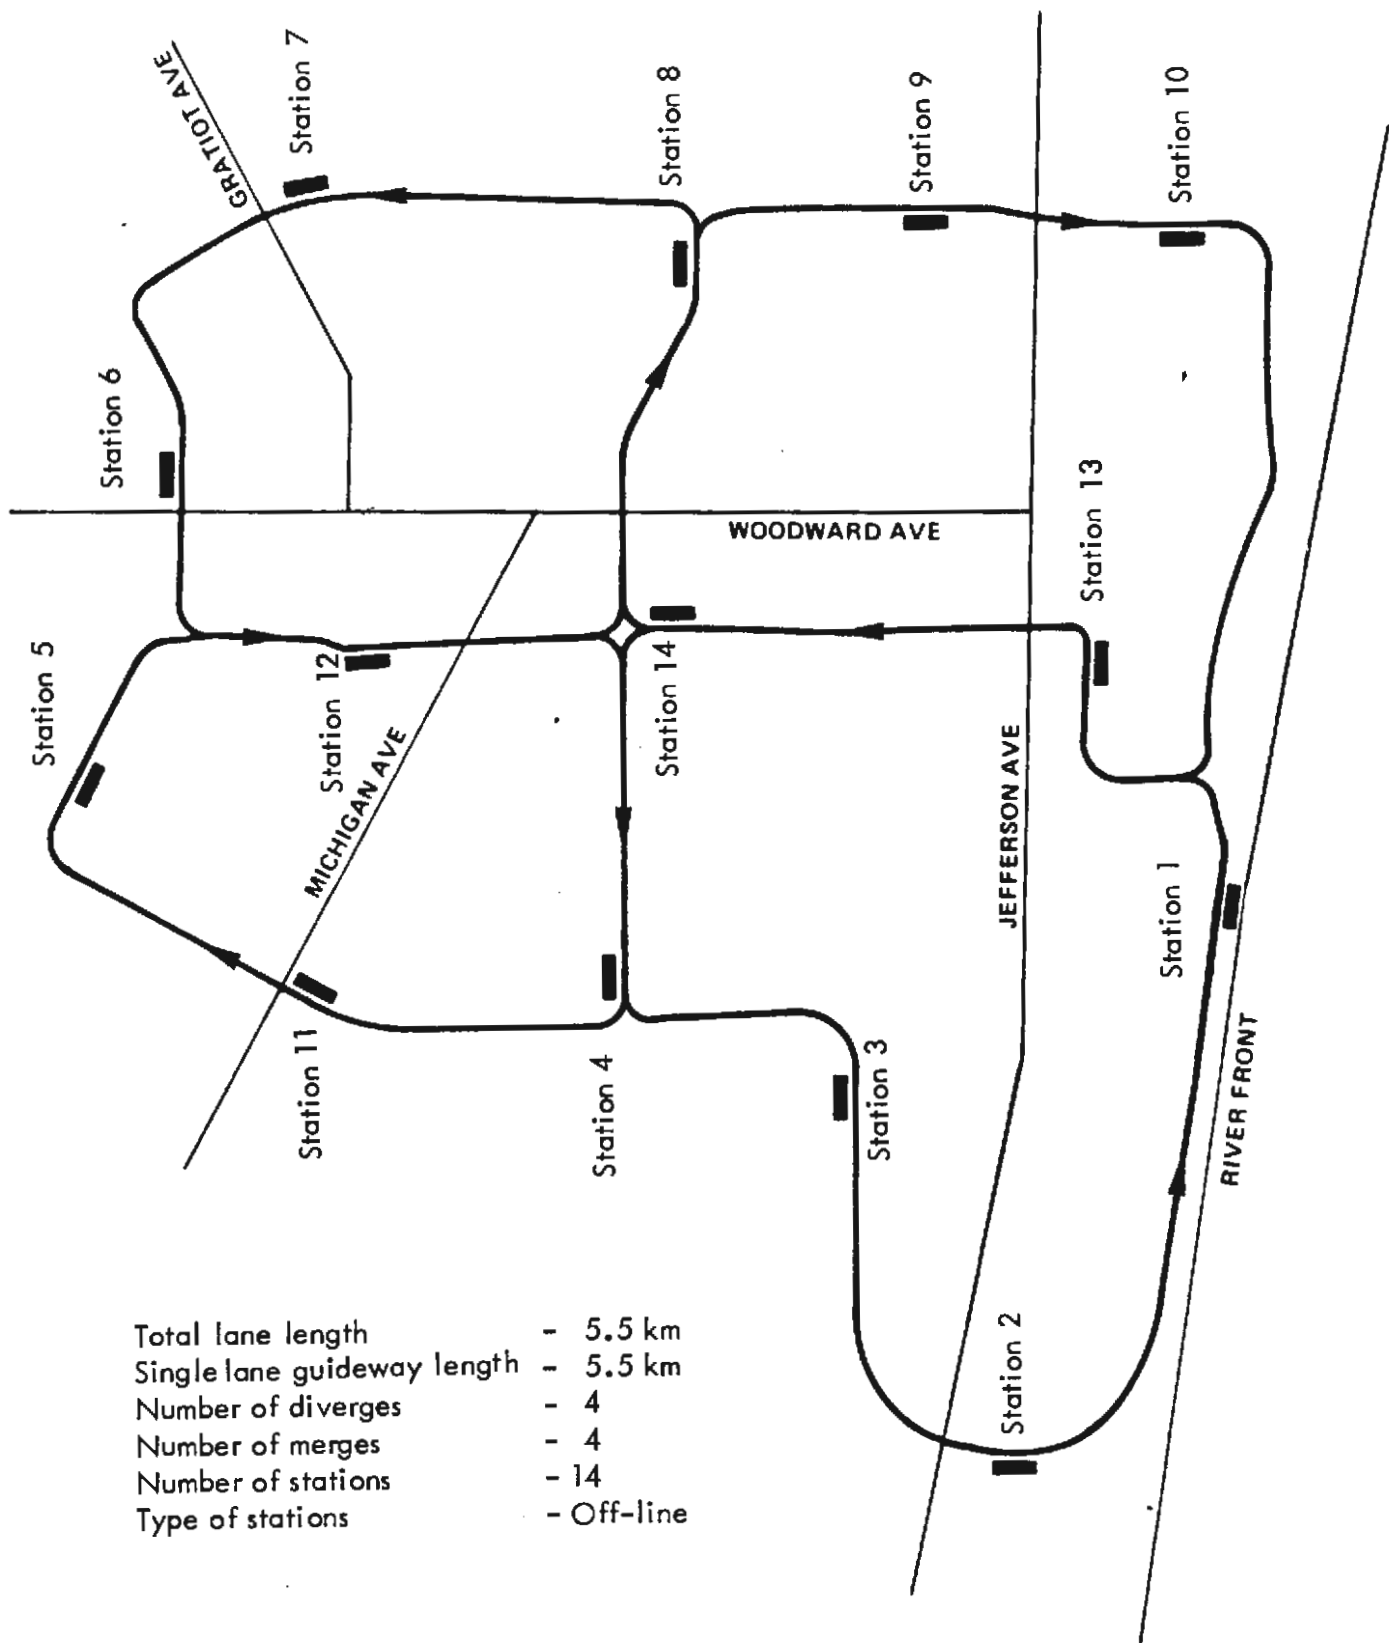 GRATIOT AVE
Station 7
Station 8
Station 9
Station 10
Station 6
WOODWARD AVE
Station 13
Station 5
Station 12
Station 14
MICHIGAN AVE
JEFFERSON AVE
Station 1
Station 11
Station 4
Station 3
RIVER FRONT
Station 2
Total lane length - 5.5 km
Single lane guideway length - 5.5 km
Number of diverges - 4
Number of merges - 4
Number of stations - 14
Type of stations - Off-line